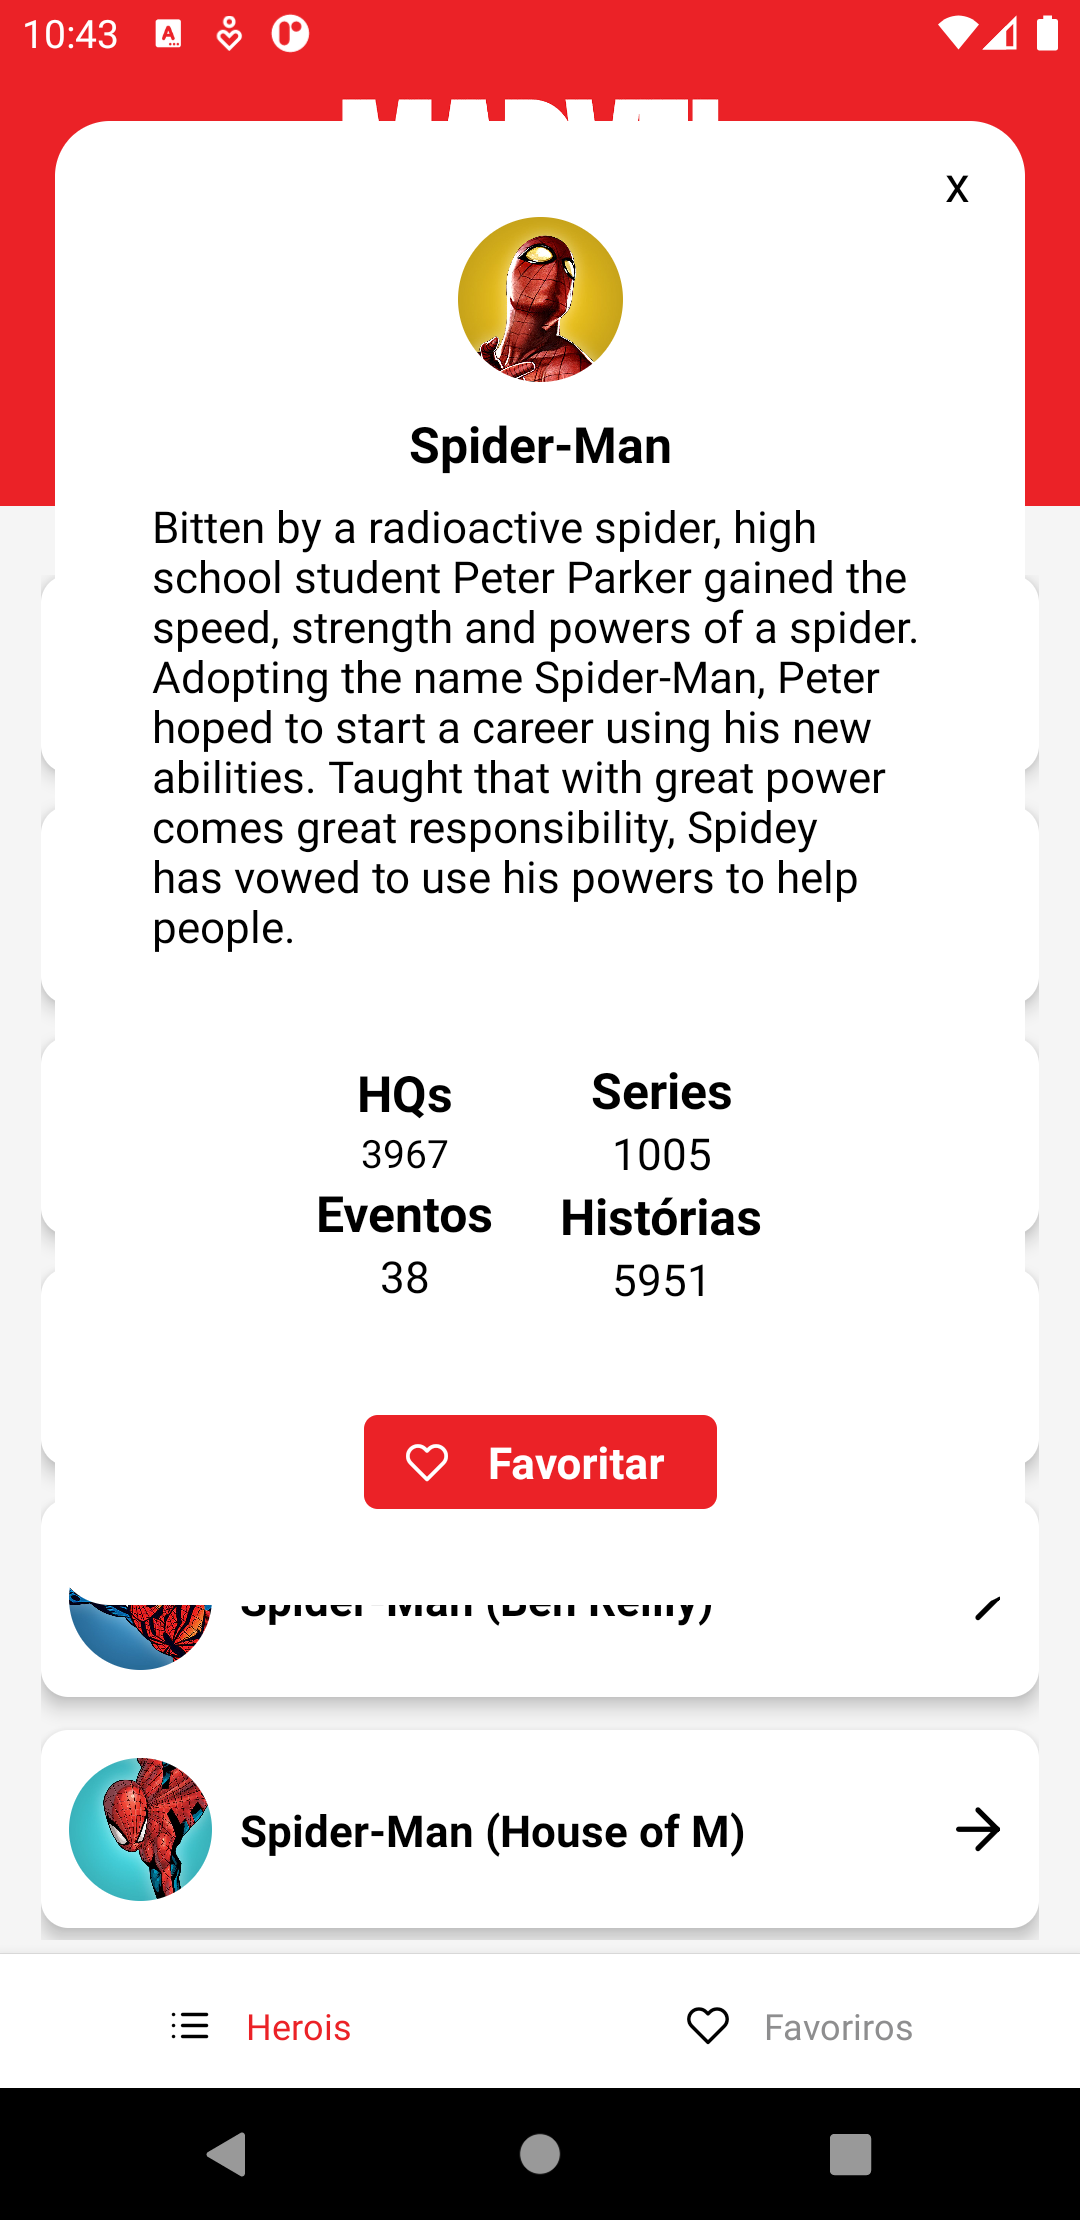 10:43
MARVEL
X
Spider-Man
Bitten by a radioactive spider, high
school student Peter Parker gained the
speed, strength and powers of a spider.
Adopting the name Spider-Man, Peter
hoped to start a career using his new
abilities. Taught that with great power
comes great responsibility, Spidey
has vowed to use his powers to help
people.
HQs Series
3967 1005
Eventos Histórias
38 5951
Favoritar
Spider-Man (Ben Reilly)
Spider-Man (House of M)
Herois Favoriros